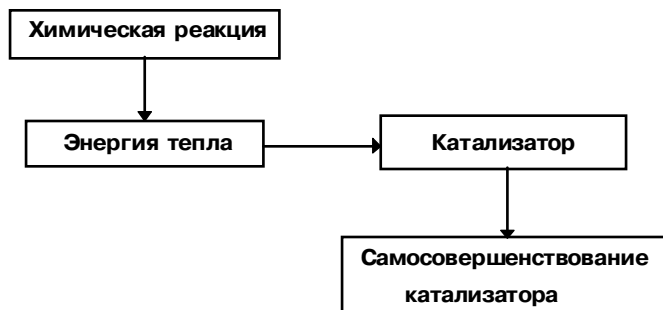 Химическая реакция
Энергия тепла
Катализатор
Самосовершенствование
катализатора